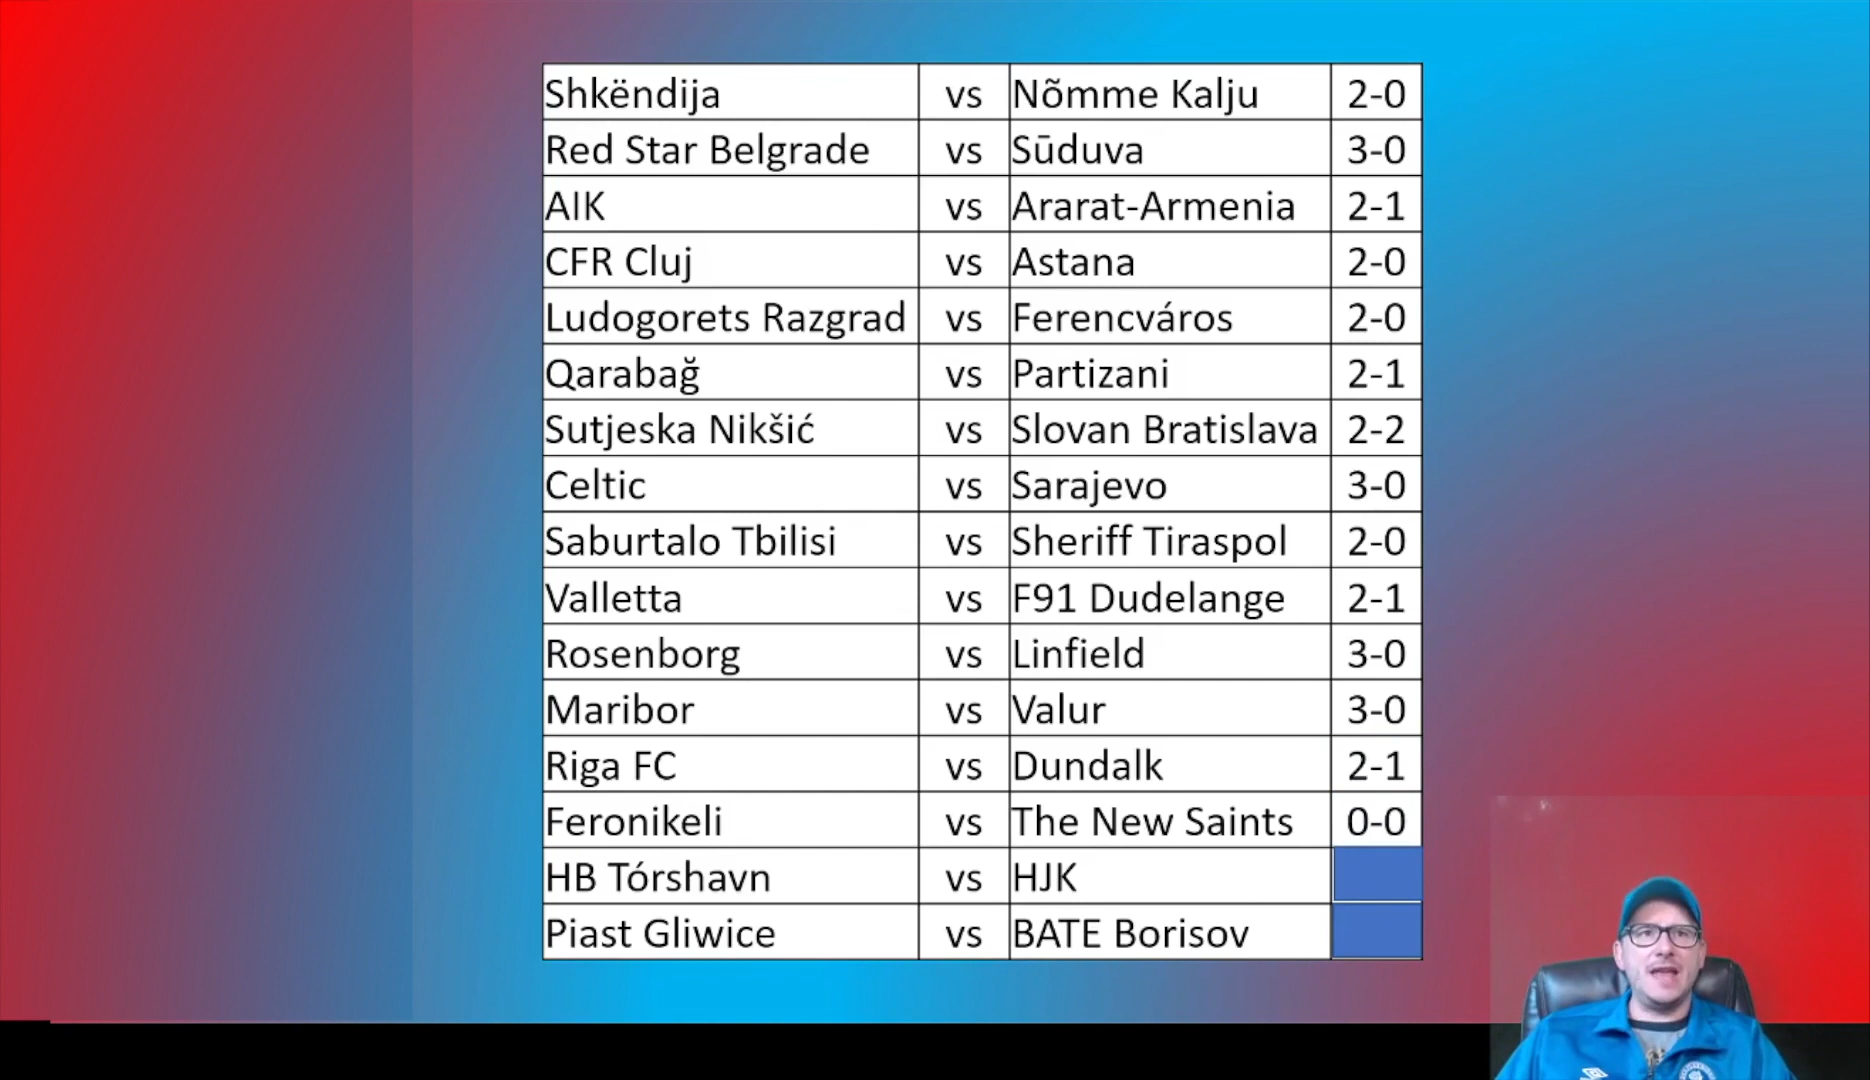 Shkëndija vs Nõmme Kalju 2-0
Red Star Belgrade vs Sūduva 3-0
AIK vs Ararat-Armenia 2-1
CFR Cluj vs Astana 2-0
Ludogorets Razgrad vs Ferencváros 2-0
Qarabağ vs Partizani 2-1
Sutjeska Nikšić vs Slovan Bratislava 2-2
Celtic vs Sarajevo 3-0
Saburtalo Tbilisi vs Sheriff Tiraspol 2-0
Valletta vs F91 Dudelange 2-1
Rosenborg vs Linfield 3-0
Maribor vs Valur 3-0
Riga FC vs Dundalk 2-1
Feronikeli vs The New Saints 0-0
HB Tórshavn vs HJK
Piast Gliwice vs BATE Borisov